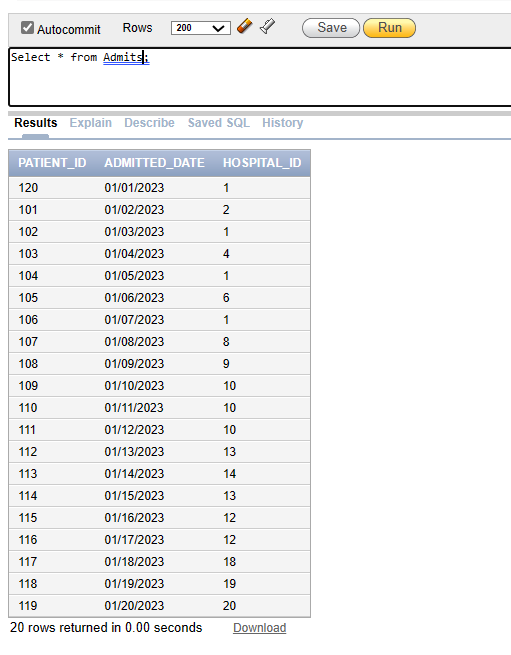 Autocommit Rows 200 Save Run
Select * from Admits;
Results Explain Describe Saved SQL History
PATIENT_ID ADMITTED_DATE HOSPITAL_ID
120 01/01/2023 1
101 01/02/2023 2
102 01/03/2023 1
103 01/04/2023 4
104 01/05/2023 1
105 01/06/2023 6
106 01/07/2023 1
107 01/08/2023 8
108 01/09/2023 9
109 01/10/2023 10
110 01/11/2023 10
111 01/12/2023 10
112 01/13/2023 13
113 01/14/2023 14
114 01/15/2023 13
115 01/16/2023 12
116 01/17/2023 12
117 01/18/2023 18
118 01/19/2023 19
119 01/20/2023 20
20 rows returned in 0.00 seconds Download